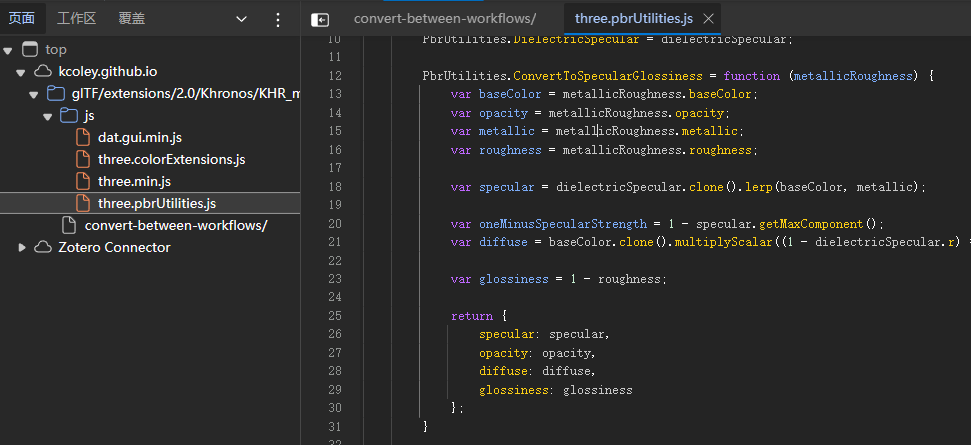 页面 工作区 覆盖
top
kcoley.github.io
glTF/extensions/2.0/Khronos/KHR_m
js
dat.gui.min.js
three.colorExtensions.js
three.min.js
three.pbrUtilities.js
convert-between-workflows/
Zotero Connector
convert-between-workflows/ three.pbrUtilities.js
10 PbrUtilities.DielectricSpecular = dielectricSpecular;
11
12 PbrUtilities.ConvertToSpecularGlossiness = function (metallicRoughness) {
13 var baseColor = metallicRoughness.baseColor;
14 var opacity = metallicRoughness.opacity;
15 var metallic = metallicRoughness.metallic;
16 var roughness = metallicRoughness.roughness;
17
18 var specular = dielectricSpecular.clone().lerp(baseColor, metallic);
19
20 var oneMinusSpecularStrength = 1 - specular.getMaxComponent();
21 var diffuse = baseColor.clone().multiplyScalar((1 - dielectricSpecular.r)
22
23 var glossiness = 1 - roughness;
24
25 return {
26 specular: specular,
27 opacity: opacity,
28 diffuse: diffuse,
29 glossiness: glossiness
30 };
31 }